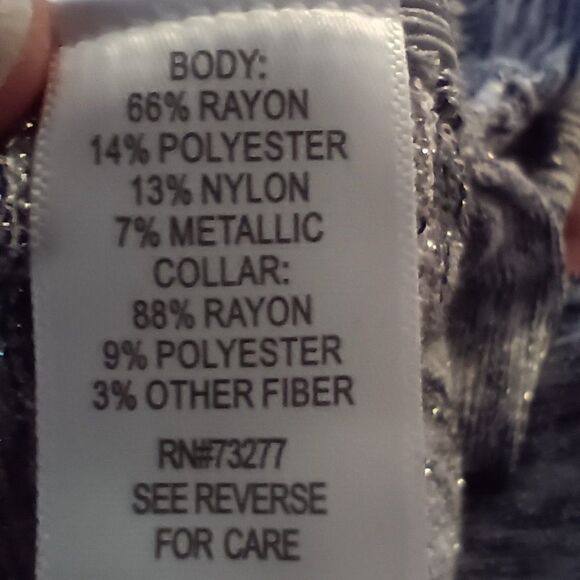 BODY:
66% RAYON
14% POLYESTER
13% NYLON
7% METALLIC
COLLAR:
88% RAYON
9% POLYESTER
3% OTHER FIBER
RN#73277
SEE REVERSE
FOR CARE